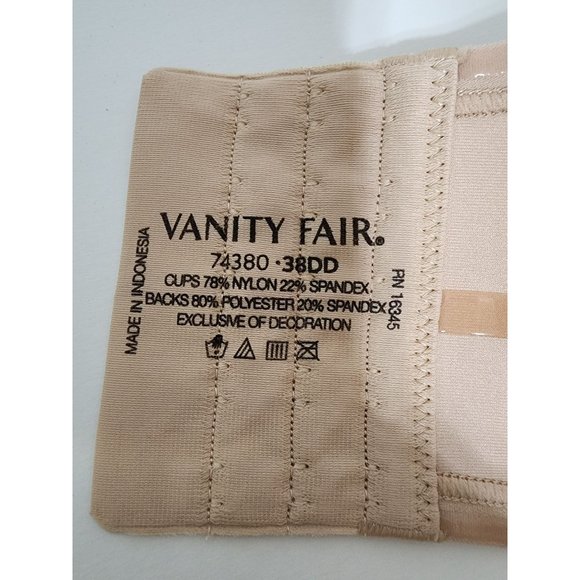 VANITY FAIR®
74380 •38DD
CUPS 78% NYLON 22% SPANDEX
BACKS 80% POLYESTER 20% SPANDEX
EXCLUSIVE OF DECORATION
MADE IN INDONESIA
RN 16345